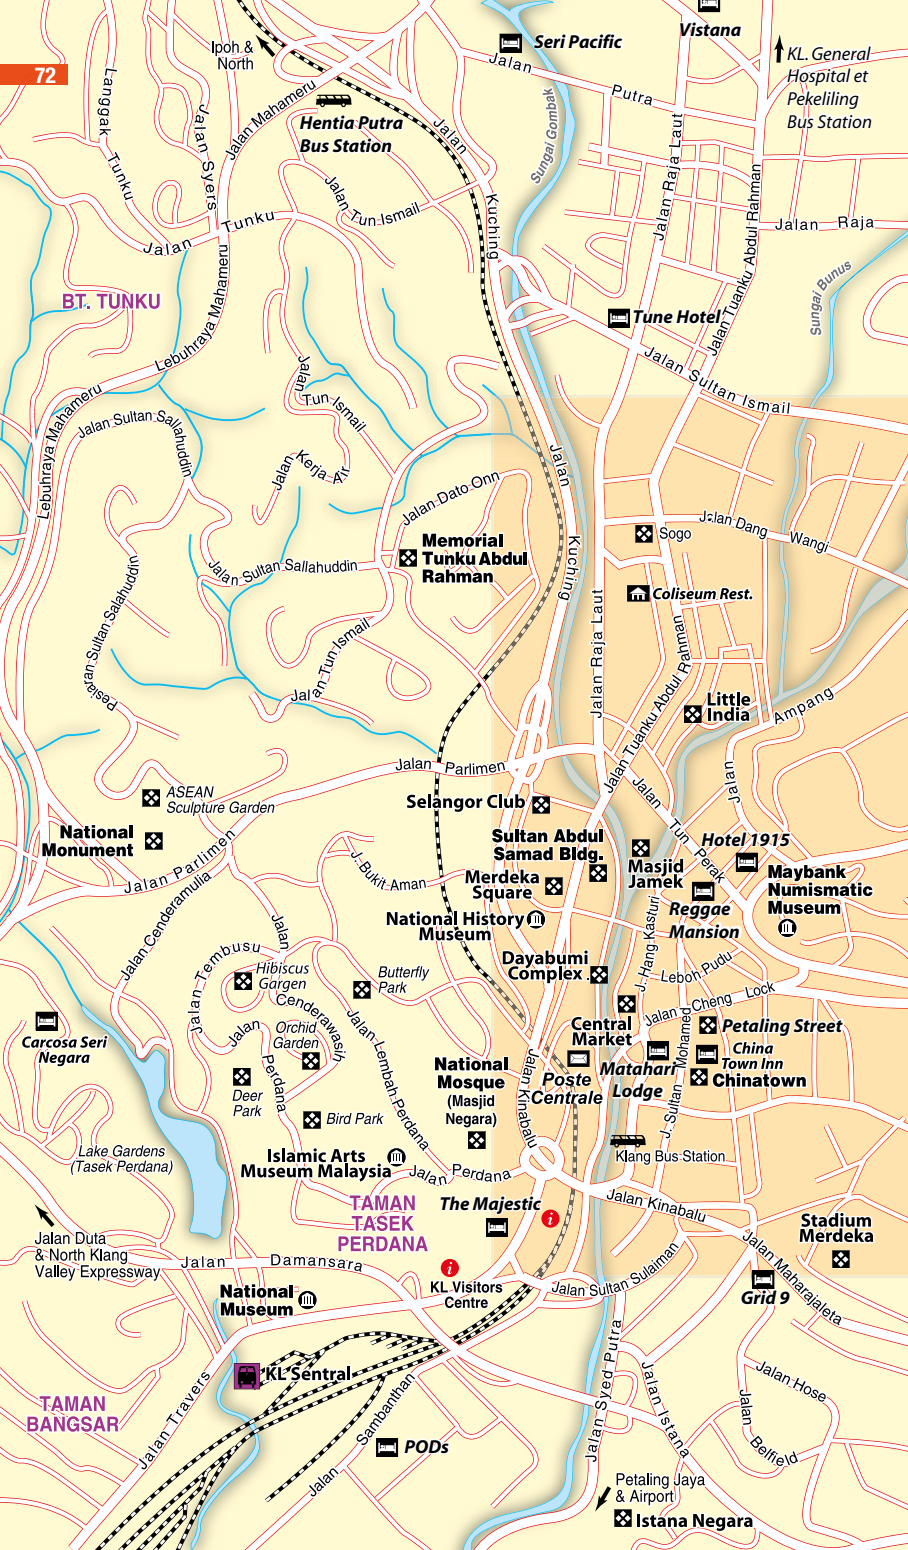 72
Ipoh &
North
Seri Pacific
Vistana
KL. General
Hospital et
Pekeliling
Bus Station
Langgak
Tunku
Jalan Syers
Jalan Mahameru
Hentia Putra
Bus Station
Jalan
Kuching
Jalan
Putra
Sungai Gombak
Jalan Raja Laut
Jalan Tuanku Abdul Rahman
Jalan Raja
Sungai Bunus
Jalan Tunku
Jalan Tun Ismail
BT. TUNKU
Lebuhraya Mahameru
Tune Hotel
Jalan Sultan Ismail
Lebuhraya Mahameru
Jalan Sultan Sallahuddin
Jalan
Tun Ismail
Jalan
Kerja Air
Jalan Dato Onn
Jalan
Kuching
Jalan Dang Wangi
Sogo
Memorial
Tunku Abdul
Rahman
Jalan Sultan Sallahuddin
Coliseum Rest.
Persiaran Sultan Salahuddin
Jalan Tun Ismail
Jalan Raja Laut
Jalan Tuanku Abdul Rahman
Little
India
Jalan
Ampang
Jalan Parlimen
ASEAN
Sculpture Garden
National
Monument
Jalan Parlimen
Selangor Club
Jalan Tun Perak
Hotel 1915
Sultan Abdul
Samad Bldg.
Masjid
Jamek
Maybank
Numismatic
Museum
Merdeka
Square
J. Bukit Aman
Reggae
Mansion
National History
Museum
Jalan Cenderamulia
Jalan
Cenderawasih
Jalan Tembusu
Hibiscus
Gargen
Butterfly
Park
Dayabumi
Complex
J. Hang Kasturi
Leboh Pudu
Jalan Cheng Lock
Carcosa Seri
Negara
Jalan
Perdana
Orchid
Garden
Jalan Lembah Perdana
Central
Market
Petaling Street
J. Sultan Mohamed
China
Town Inn
Matahari
Lodge
Chinatown
Poste
Centrale
Jalan Kinabalu
National
Mosque
(Masjid
Negara)
Deer
Park
Bird Park
Lake Gardens
(Tasek Perdana)
Islamic Arts
Museum Malaysia
Jalan Perdana
Klang Bus Station
TAMAN
TASEK
PERDANA
The Majestic
Jalan Kinabalu
Stadium
Merdeka
Jalan Duta
& North Klang
Valley Expressway
Jalan Damansara
KL Visitors
Centre
Jalan Sultan Sulaiman
Jalan Maharajaleta
Grid 9
National
Museum
KL Sentral
TAMAN
BANGSAR
Jalan Travers
Jalan
Sambanthan
PODs
Jalan Syed Putra
Jalan Istana
Jalan Hose
Jalan
Belfield
Petaling Jaya
& Airport
Istana Negara